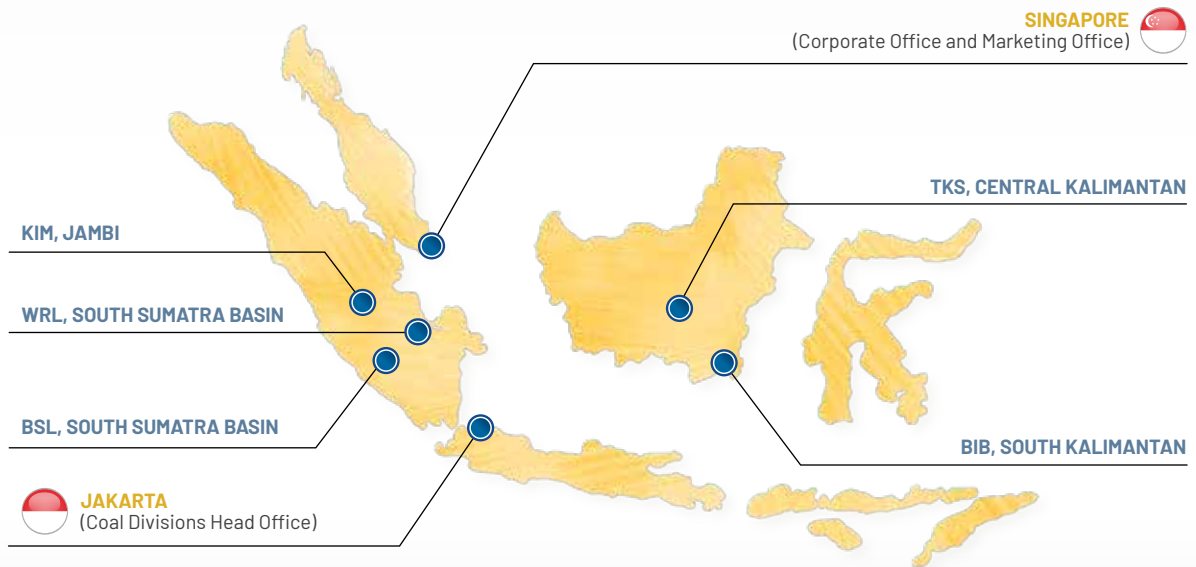 SINGAPORE
(Corporate Office and Marketing Office)
TKS, CENTRAL KALIMANTAN
KIM, JAMBI
WRL, SOUTH SUMATRA BASIN
BSL, SOUTH SUMATRA BASIN
BIB, SOUTH KALIMANTAN
JAKARTA
(Coal Divisions Head Office)